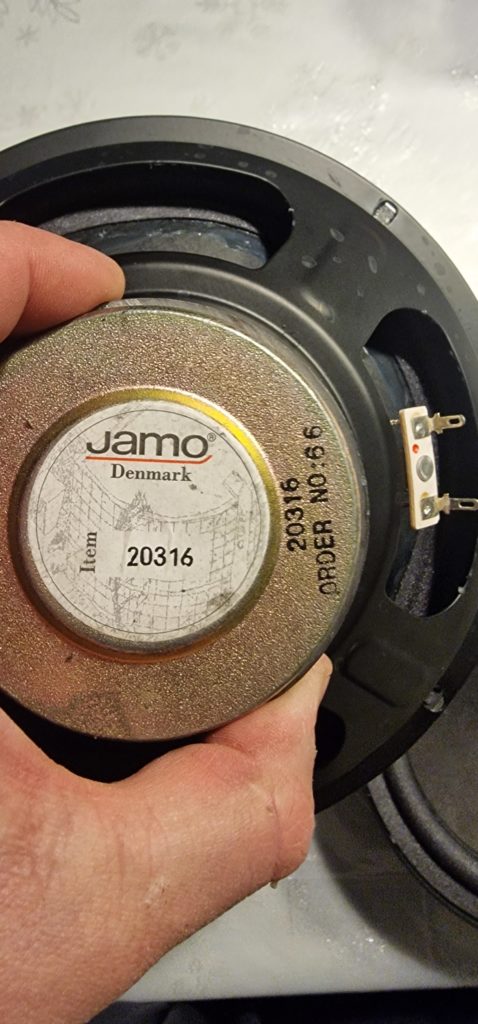 Jamo®
Denmark
Item
20316
20316
ORDER NO:66